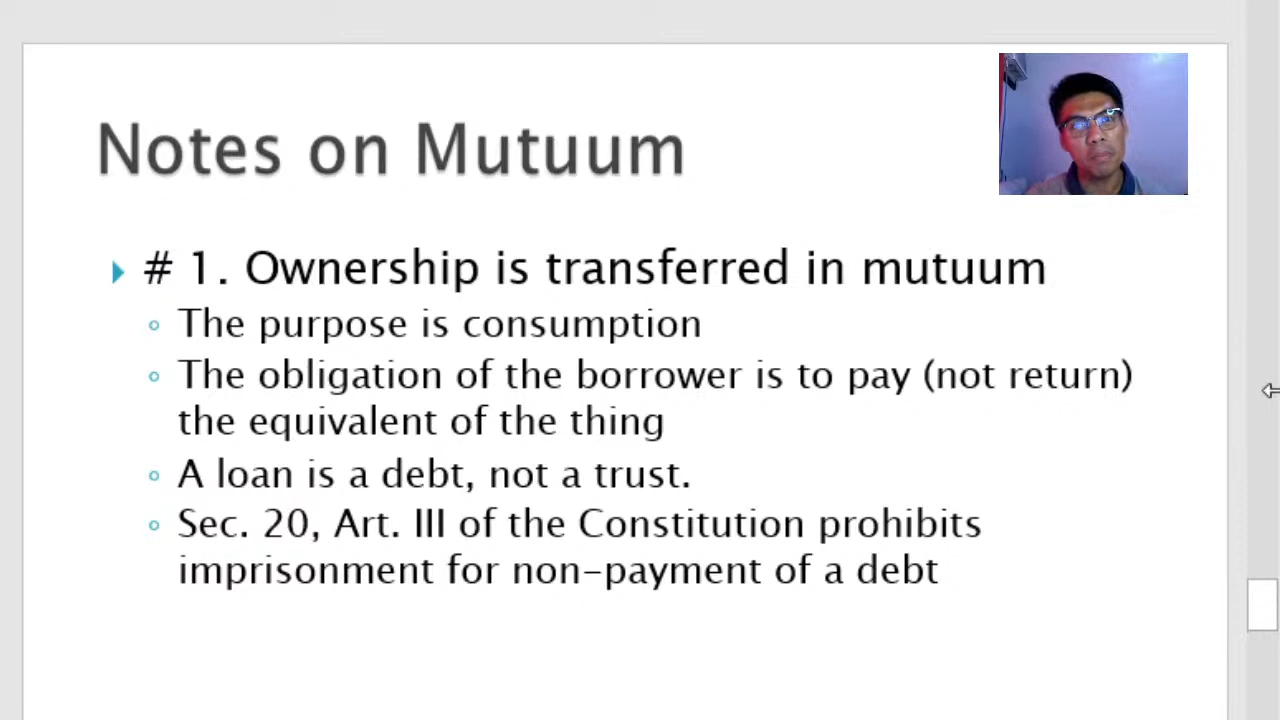 Notes on Mutuum
# 1. Ownership is transferred in mutuum
The purpose is consumption
The obligation of the borrower is to pay (not return)
the equivalent of the thing
A loan is a debt, not a trust.
Sec. 20, Art. III of the Constitution prohibits
imprisonment for non-payment of a debt